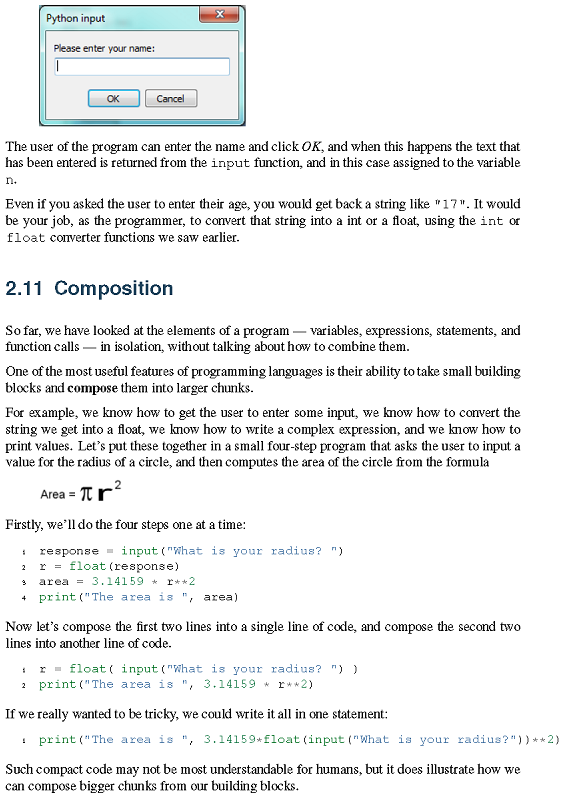 Python input
X
Please enter your name:
OK
Cancel
The user of the program can enter the name and click OK, and when this happens the text that
has been entered is returned from the input function, and in this case assigned to the variable
n.
Even if you asked the user to enter their age, you would get back a string like "17". It would
be your job, as the programmer, to convert that string into a int or a float, using the int or
float converter functions we saw earlier.
2.11 Composition
So far, we have looked at the elements of a program — variables, expressions, statements, and
function calls — in isolation, without talking about how to combine them.
One of the most useful features of programming languages is their ability to take small building
blocks and compose them into larger chunks.
For example, we know how to get the user to enter some input, we know how to convert the
string we get into a float, we know how to write a complex expression, and we know how to
print values. Let's put these together in a small four-step program that asks the user to input a
value for the radius of a circle, and then computes the area of the circle from the formula
Area = π r²
Firstly, we'll do the four steps one at a time:
1 response = input("What is your radius? ")
2 r = float(response)
3 area = 3.14159 * r**2
4 print("The area is ", area)
Now let's compose the first two lines into a single line of code, and compose the second two
lines into another line of code.
1 r = float( input("What is your radius? ") )
2 print("The area is ", 3.14159 * r**2)
If we really wanted to be tricky, we could write it all in one statement:
1 print("The area is ", 3.14159*float(input("What is your radius?"))**2)
Such compact code may not be most understandable for humans, but it does illustrate how we
can compose bigger chunks from our building blocks.